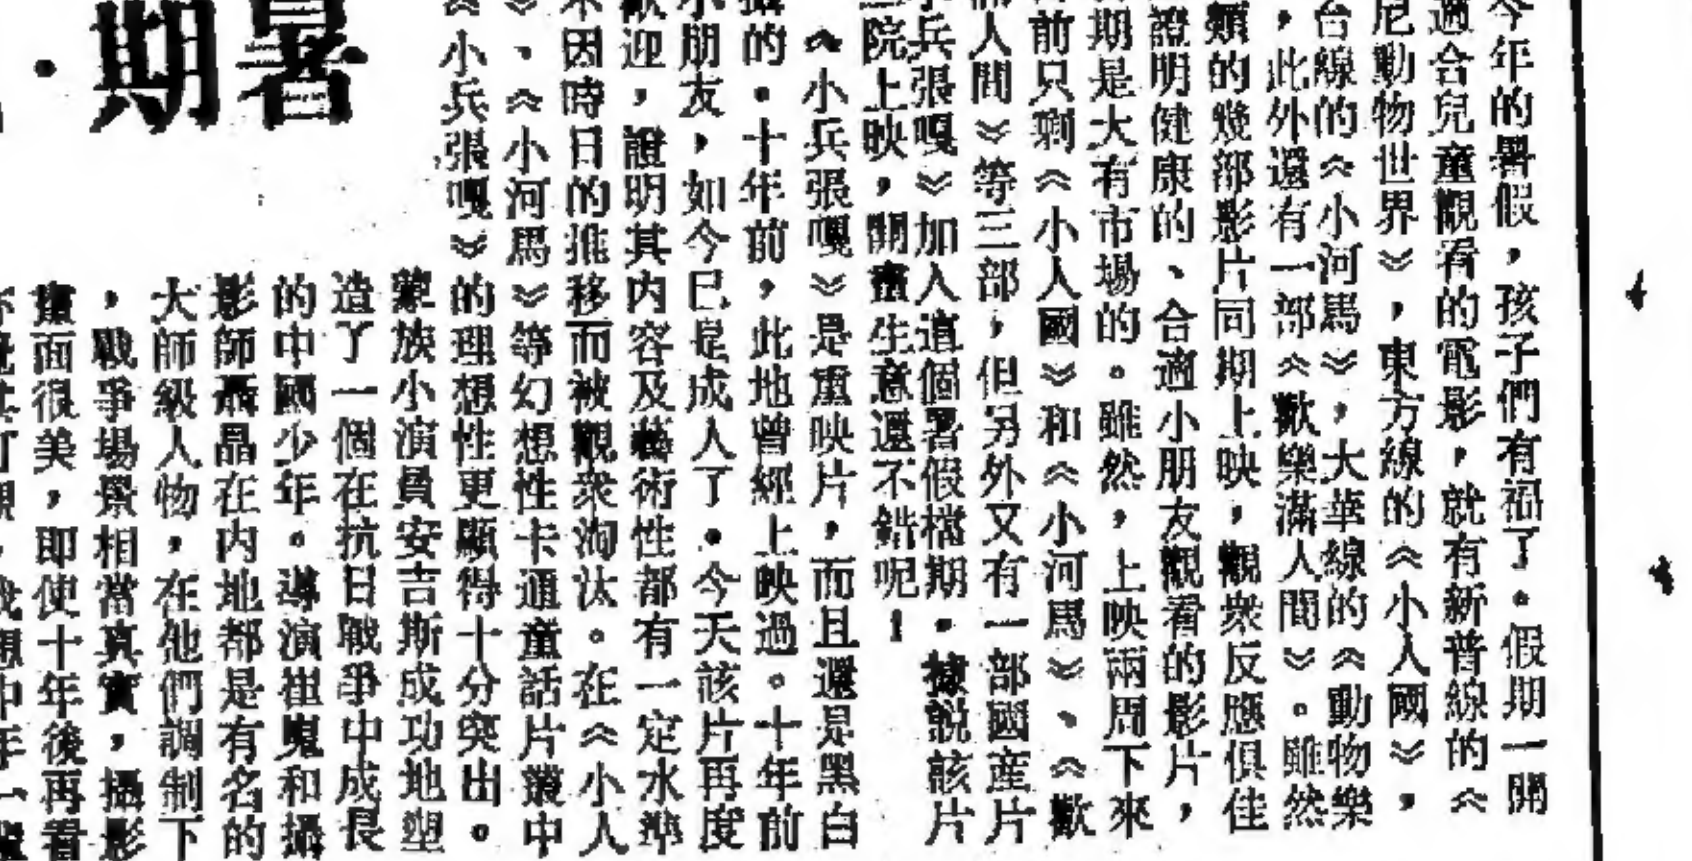 今年的暑假，孩子們有福了。假期一開
適合兒童觀看的電影，就有新普線的《
尼動物世界》，東方線的《小人國》，
台線的《小河馬》，大華線的《動物樂
，此外還有一部《歡樂滿人間》。雖然
類的幾部影片同期上映，觀衆反應俱佳
證明健康的、合適小朋友觀看的影片，
期是大有市場的。雖然，上映兩周下來
前只剩《小人國》和《小河馬》、《歡
人間》等三部，但另外又有一部國産片
兵張嘎》加入這個暑假檔期。據説該片
院上映，開畫生意還不錯呢！
《小兵張嘎》是重映片，而且還是黑白
的。十年前，此地曾經上映過。十年前
小朋友，如今已是成人了。今天該片再度
歡迎，證明其内容及藝術性都有一定水準
不因時日的推移而被觀衆淘汰。在《小人
》、《小河馬》等幻想性卡通童話片叢中
《小兵張嘎》的理想性更顯得十分突出。
暑期·
蒙族小演員安吉斯成功地塑
造了一個在抗日戰爭中成長
的中國少年。導演崔嵬和攝
影師聶晶在内地都是有名的
大師級人物，在他們調制下
，戰爭場景相當真實，攝影
畫面很美，即使十年後再看